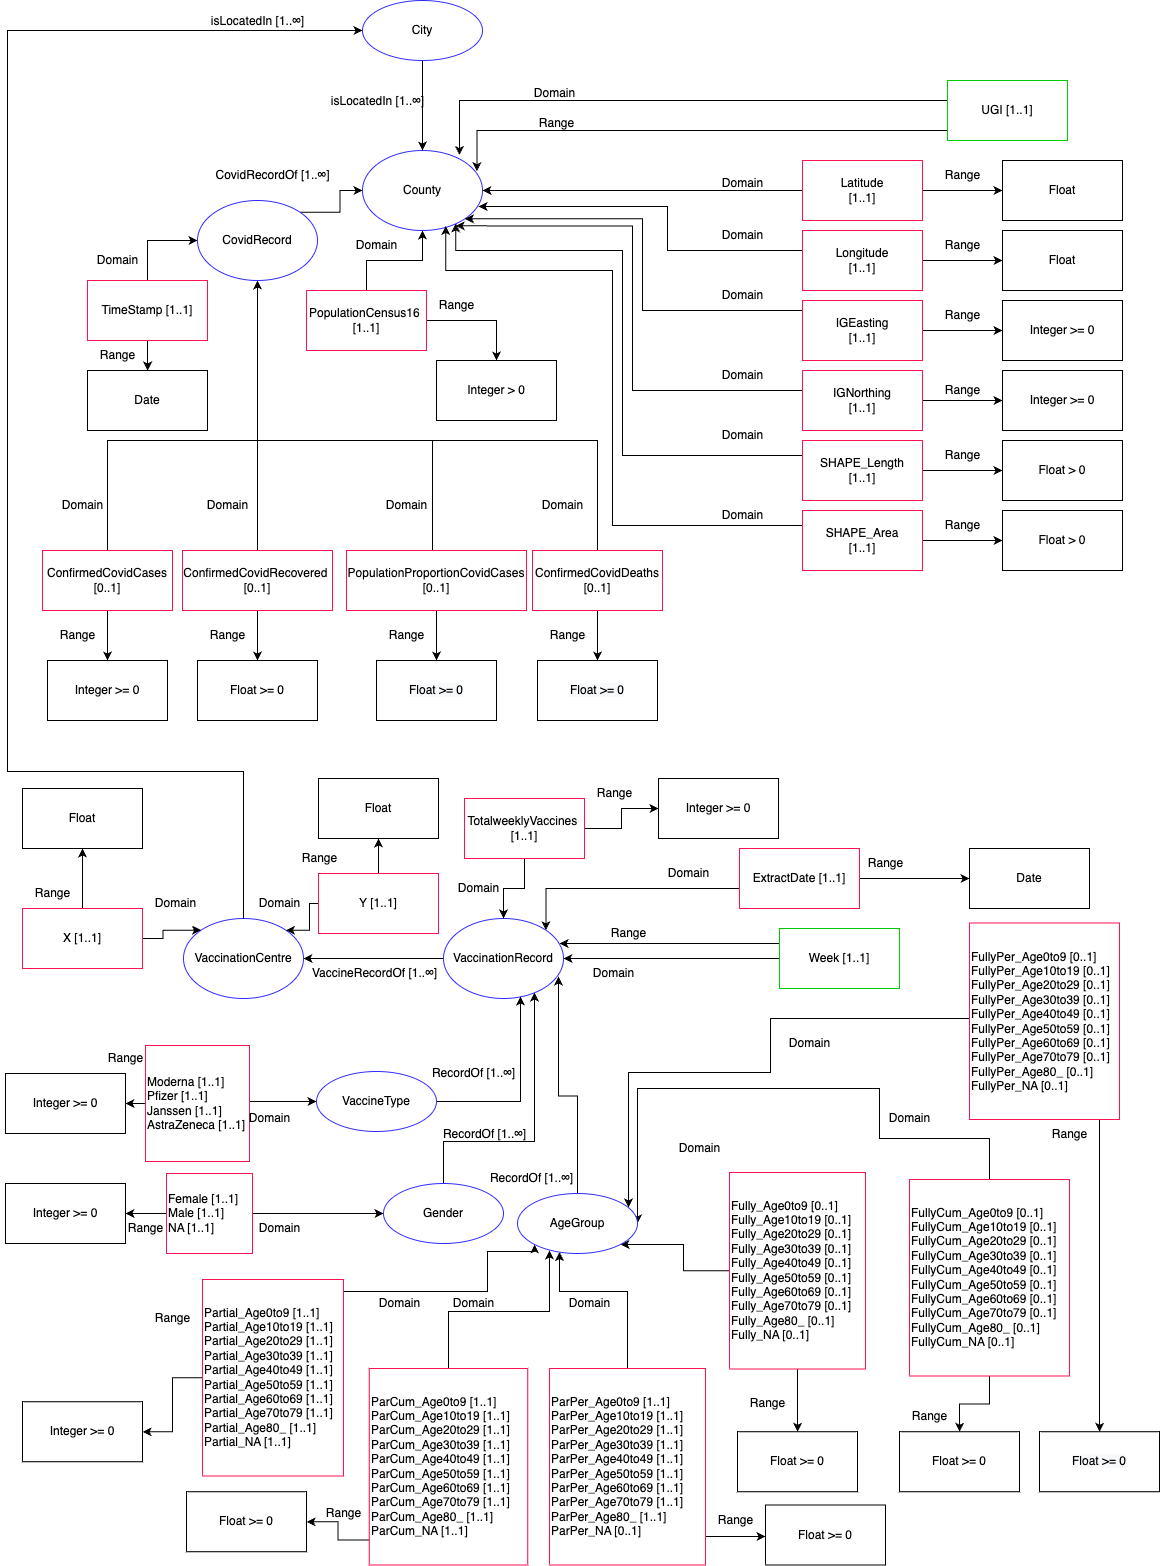 isLocatedIn [1..∞]
City
isLocatedIn [1..∞]
Domain
UGI [1..1]
Range
CovidRecordOf [1..∞]
County
Domain
Latitude
[1..1]
Range
Float
CovidRecord
Domain
Domain
Longitude
[1..1]
Range
Float
Domain
TimeStamp [1..1]
PopulationCensus16
[1..1]
Range
Domain
IGEasting
[1..1]
Range
Integer >= 0
Range
Date
Integer > 0
Domain
IGNorthing
[1..1]
Range
Integer >= 0
Domain
SHAPE_Length
[1..1]
Range
Float > 0
Domain
SHAPE_Area
[1..1]
Range
Float > 0
Domain
Domain
Domain
Domain
ConfirmedCovidCases
[0..1]
ConfirmedCovidRecovered
[0..1]
PopulationProportionCovidCases
[0..1]
ConfirmedCovidDeaths
[0..1]
Range
Range
Range
Range
Integer >= 0
Float >= 0
Float >= 0
Float >= 0
Float
Float
TotalweeklyVaccines
[1..1]
Range
Integer >= 0
Range
Range
Domain
Domain
ExtractDate [1..1]
Range
Date
X [1..1]
Domain
Domain
Y [1..1]
VaccinationCentre
VaccineRecordOf [1..∞]
VaccinationRecord
Range
Domain
Week [1..1]
FullyPer_Age0to9 [0..1]
FullyPer_Age10to19 [0..1]
FullyPer_Age20to29 [0..1]
FullyPer_Age30to39 [0..1]
FullyPer_Age40to49 [0..1]
FullyPer_Age50to59 [0..1]
FullyPer_Age60to69 [0..1]
FullyPer_Age70to79 [0..1]
FullyPer_Age80_ [0..1]
FullyPer_NA [0..1]
Domain
Range
Range
Integer >= 0
Moderna [1..1]
Pfizer [1..1]
Janssen [1..1]
AstraZeneca [1..1]
Domain
VaccineType
RecordOf [1..∞]
RecordOf [1..∞]
Domain
Domain
Integer >= 0
Range
Female [1..1]
Male [1..1]
NA [1..1]
Domain
Gender
RecordOf [1..∞]
AgeGroup
Fully_Age0to9 [0..1]
Fully_Age10to19 [0..1]
Fully_Age20to29 [0..1]
Fully_Age30to39 [0..1]
Fully_Age40to49 [0..1]
Fully_Age50to59 [0..1]
Fully_Age60to69 [0..1]
Fully_Age70to79 [0..1]
Fully_Age80_ [0..1]
Fully_NA [0..1]
FullyCum_Age0to9 [0..1]
FullyCum_Age10to19 [0..1]
FullyCum_Age20to29 [0..1]
FullyCum_Age30to39 [0..1]
FullyCum_Age40to49 [0..1]
FullyCum_Age50to59 [0..1]
FullyCum_Age60to69 [0..1]
FullyCum_Age70to79 [0..1]
FullyCum_Age80_ [0..1]
FullyCum_NA [0..1]
Range
Partial_Age0to9 [1..1]
Partial_Age10to19 [1..1]
Partial_Age20to29 [1..1]
Partial_Age30to39 [1..1]
Partial_Age40to49 [1..1]
Partial_Age50to59 [1..1]
Partial_Age60to69 [1..1]
Partial_Age70to79 [1..1]
Partial_Age80_ [1..1]
Partial_NA [1..1]
Domain
Domain
Domain
Integer >= 0
ParCum_Age0to9 [1..1]
ParCum_Age10to19 [1..1]
ParCum_Age20to29 [1..1]
ParCum_Age30to39 [1..1]
ParCum_Age40to49 [1..1]
ParCum_Age50to59 [1..1]
ParCum_Age60to69 [1..1]
ParCum_Age70to79 [1..1]
ParCum_Age80_ [1..1]
ParCum_NA [1..1]
ParPer_Age0to9 [1..1]
ParPer_Age10to19 [1..1]
ParPer_Age20to29 [1..1]
ParPer_Age30to39 [1..1]
ParPer_Age40to49 [1..1]
ParPer_Age50to59 [1..1]
ParPer_Age60to69 [1..1]
ParPer_Age70to79 [1..1]
ParPer_Age80_ [1..1]
ParPer_NA [0..1]
Range
Range
Float >= 0
Float >= 0
Float >= 0
Float >= 0
Range
Range
Float >= 0